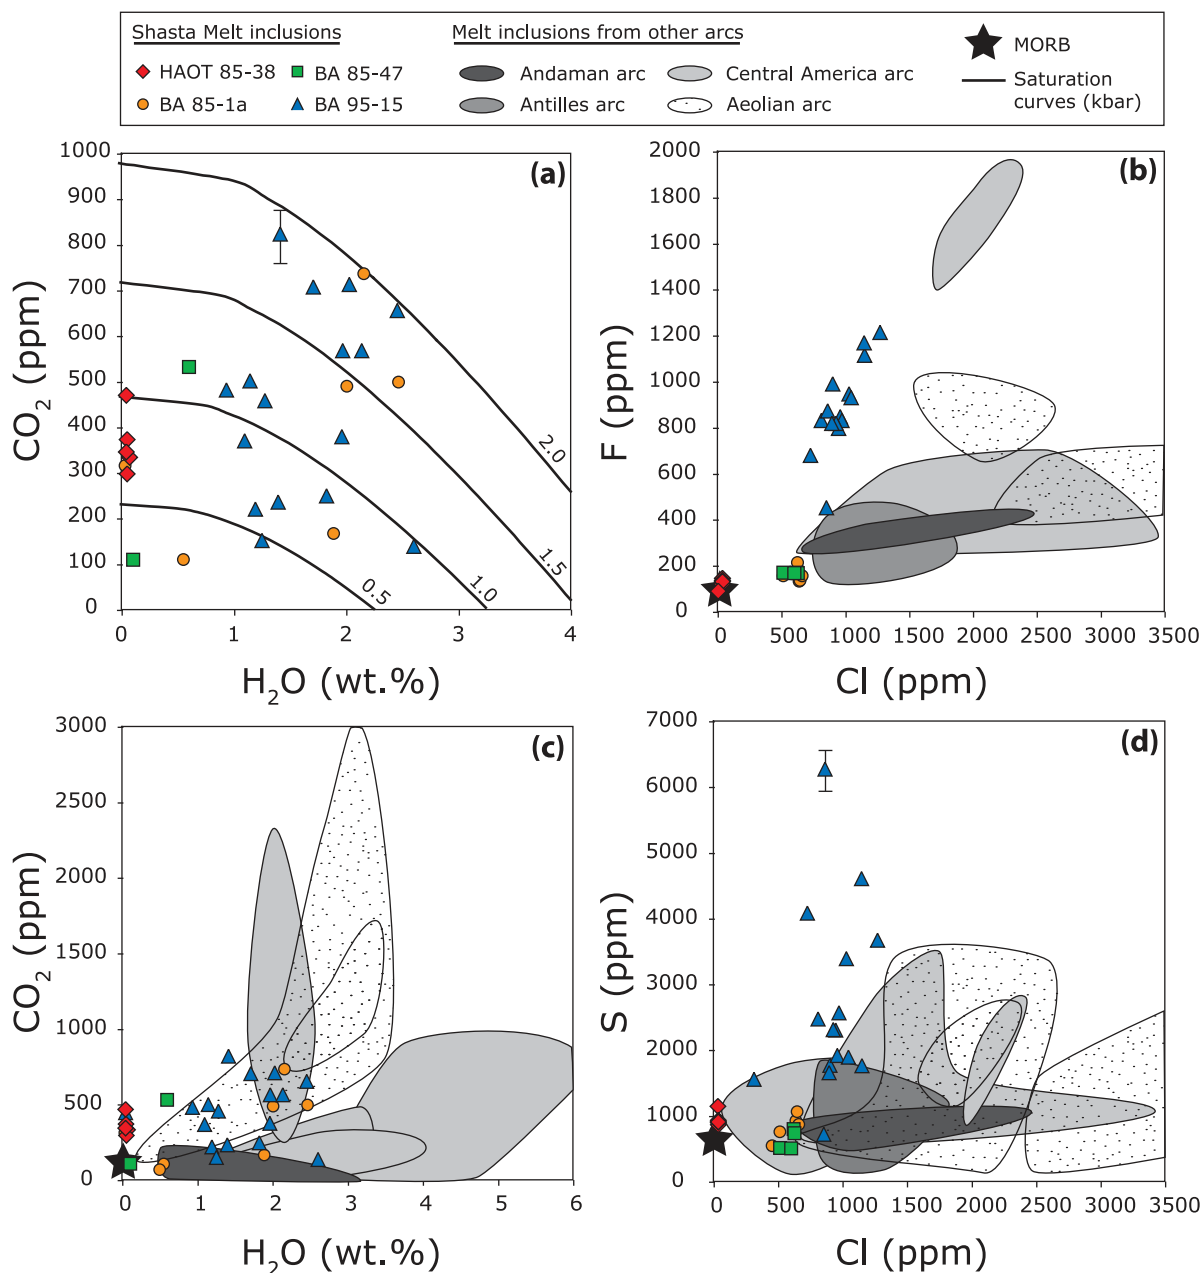 Shasta Melt inclusions
Melt inclusions from other arcs
HAOT 85-38
BA 85-47
BA 85-1a
BA 95-15
Andaman arc
Central America arc
Antilles arc
Aeolian arc
MORB
Saturation
curves (kbar)
(a)
1000
900
800
700
600
500
400
300
200
100
0
CO₂ (ppm)
2.0
1.5
1.0
0.5
0 1 2 3 4
H₂O (wt.%)
(b)
2000
1800
1600
1400
1200
1000
800
600
400
200
0
F (ppm)
0 500 1000 1500 2000 2500 3000 3500
Cl (ppm)
(c)
3000
2500
2000
1500
1000
500
0
CO₂ (ppm)
0 1 2 3 4 5 6
H₂O (wt.%)
(d)
7000
6000
5000
4000
3000
2000
1000
0
S (ppm)
0 500 1000 1500 2000 2500 3000 3500
Cl (ppm)